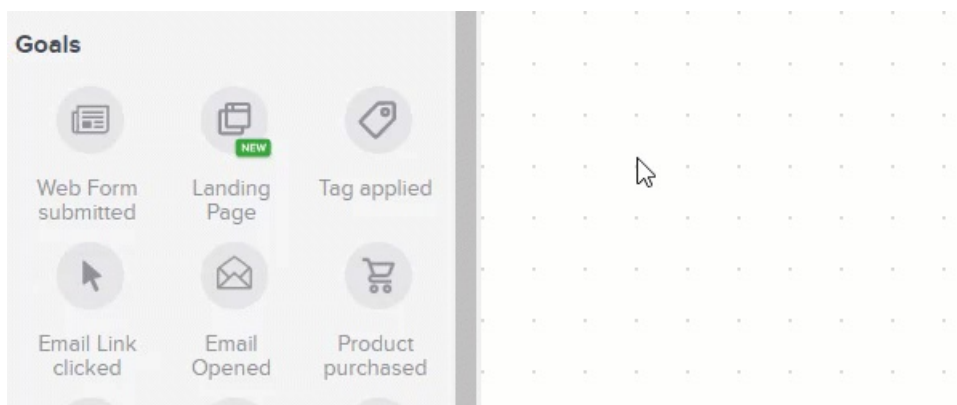 Goals
NEW
Web Form
submitted
Landing
Page
Tag applied
Email Link
clicked
Email
Opened
Product
purchased